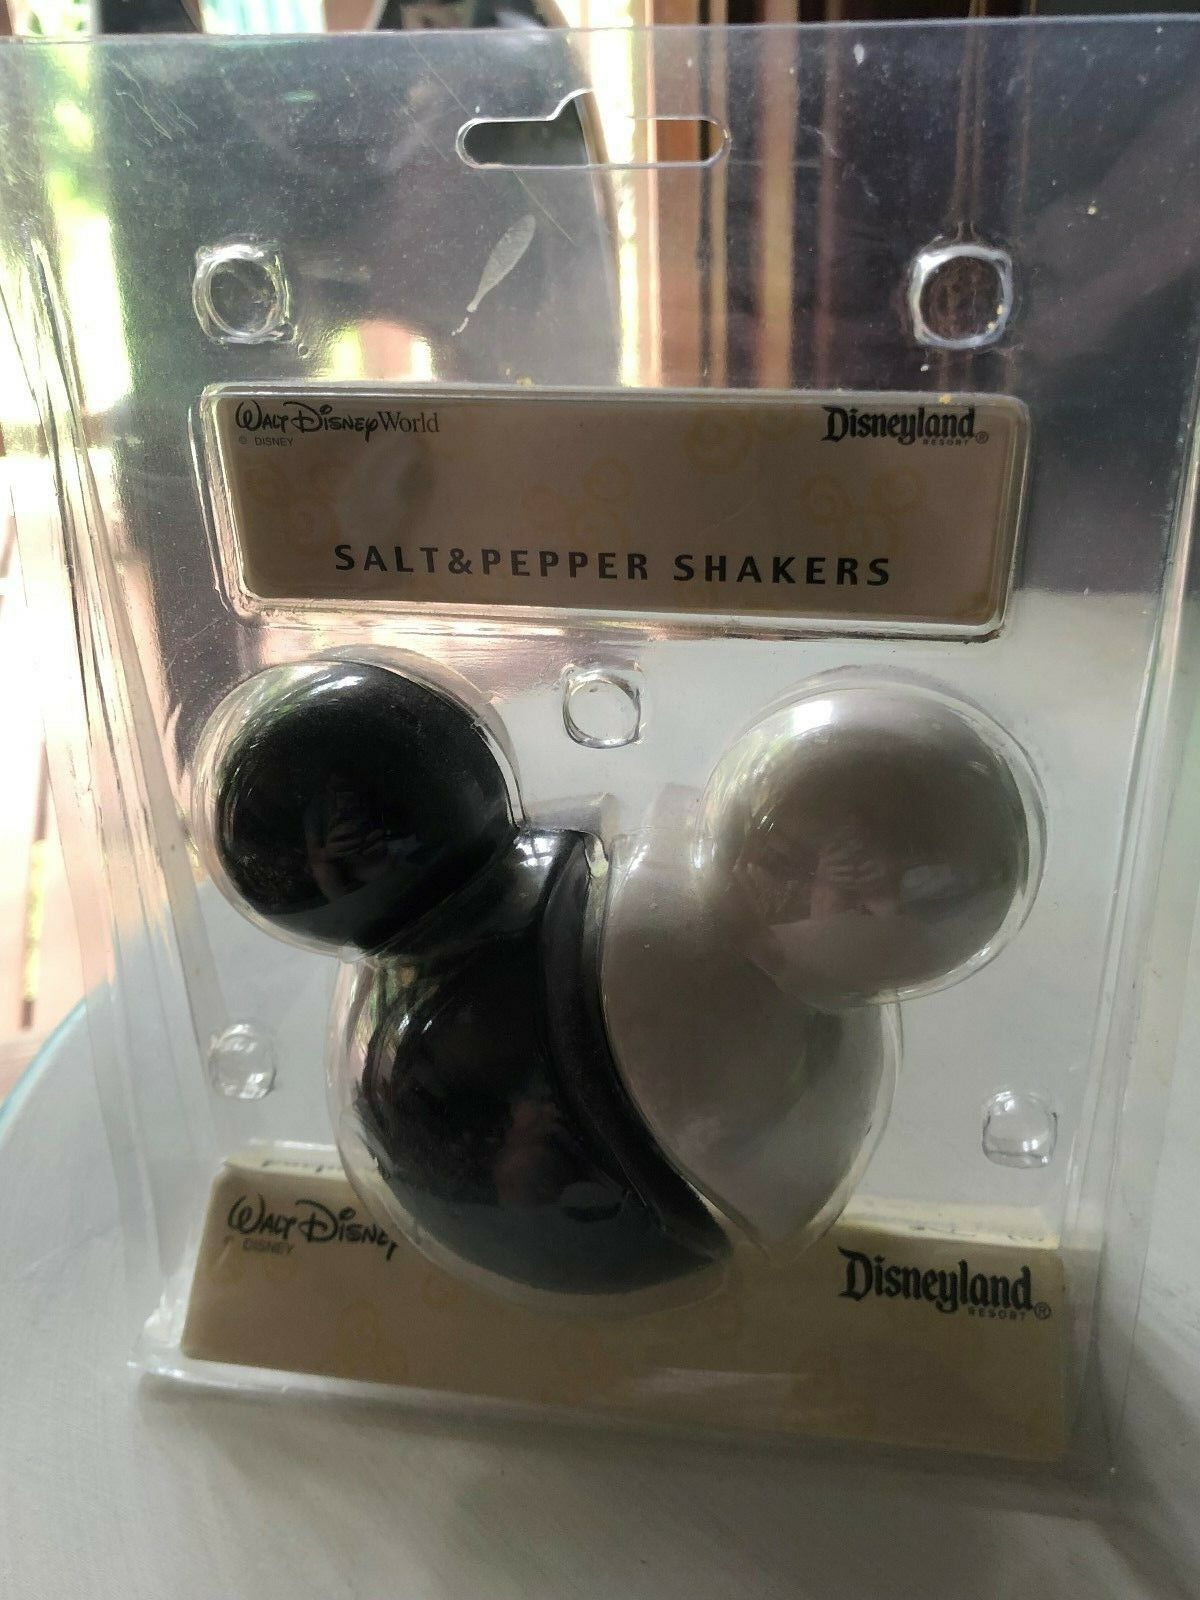 Walt Disney World
© DISNEY
Disneyland
RESORT®
SALT&PEPPER SHAKERS
Walt Disney
© DISNEY
Disneyland
RESORT®